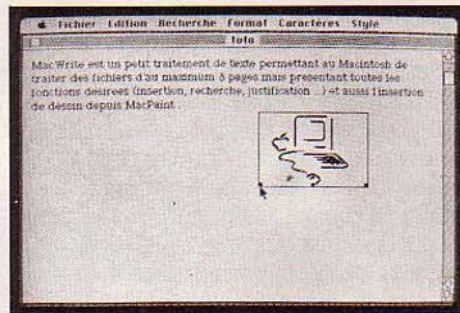 Fichier Edition Recherche Format Caractères Style
toto
MacWrite est un petit traitement de texte permettant au Macintosh de
traiter des fichiers d'au maximum 8 pages mais presentant toutes les
fonctions desirees (insertion, recherche, justification ...) et aussi l'insertion
de dessin depuis MacPaint.